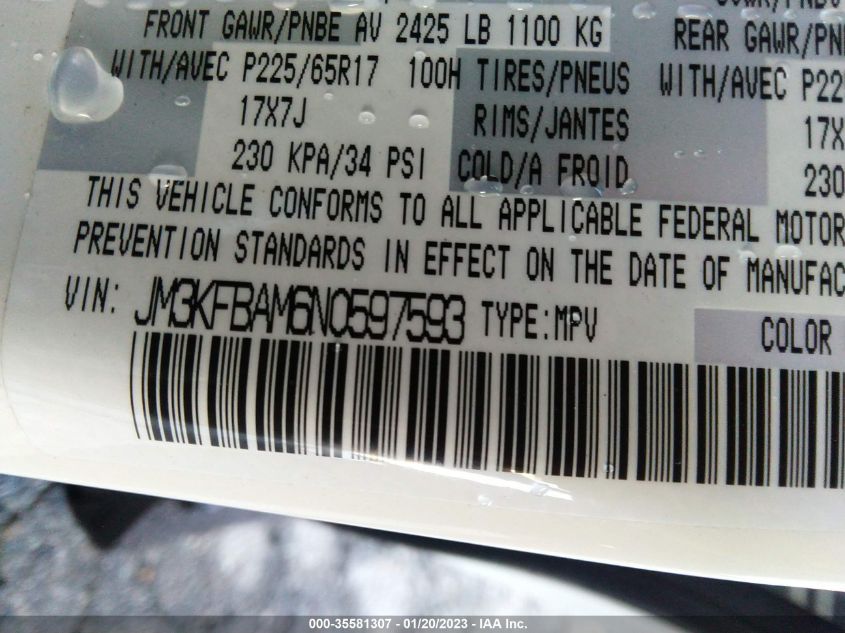 FRONT GAWR/PNBE AV 2425 LB 1100 KG REAR GAWR/PN
WITH/AVEC P225/65R17 100H TIRES/PNEUS WITH/AVEC P22
17X7J RIMS/JANTES 17X
230 KPA/34 PSI COLD/A FROID 230
THIS VEHICLE CONFORMS TO ALL APPLICABLE FEDERAL MOTOR
PREVENTION STANDARDS IN EFFECT ON THE DATE OF MANUFAC
VIN: JM3KFBAM6N0597593 TYPE:MPV COLOR
000-35581307 - 01/20/2023 - IAA Inc.